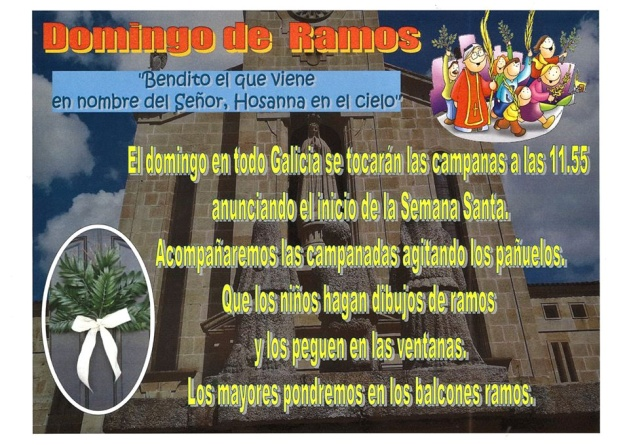 Domingo de Ramos
"Bendito el que viene
en nombre del Señor, Hosanna en el cielo"
El domingo en todo Galicia se tocarán las campanas a las 11.55
anunciando el inicio de la Semana Santa.
Acompañaremos las campanadas agitando los pañuelos.
Que los niños hagan dibujos de ramos
y los peguen en las ventanas.
Los mayores pondremos en los balcones ramos.